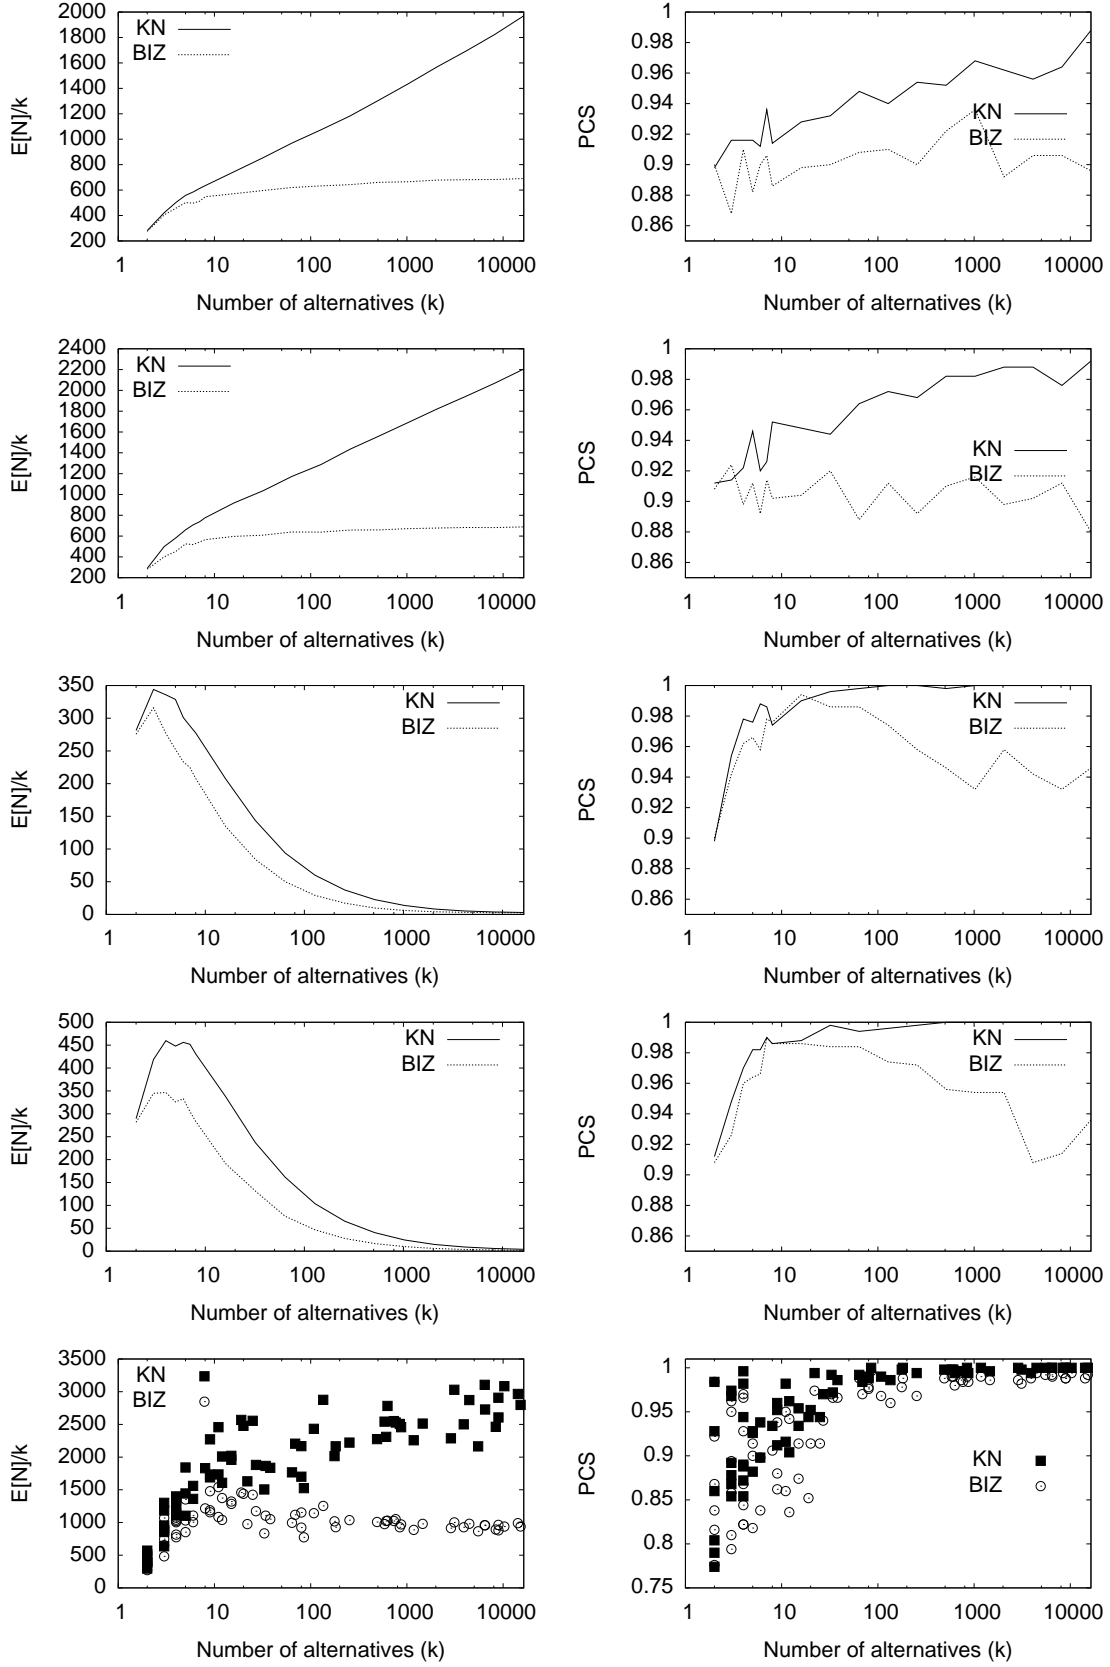 2000
1800
1600
1400
1200
1000
800
600
400
200
E[N]/k
KN
BIZ
1 10 100 1000 10000
Number of alternatives (k)
1
0.98
0.96
0.94
0.92
0.9
0.88
0.86
PCS
KN
BIZ
1 10 100 1000 10000
Number of alternatives (k)
2400
2200
2000
1800
1600
1400
1200
1000
800
600
400
200
E[N]/k
KN
BIZ
1 10 100 1000 10000
Number of alternatives (k)
1
0.98
0.96
0.94
0.92
0.9
0.88
0.86
PCS
KN
BIZ
1 10 100 1000 10000
Number of alternatives (k)
350
300
250
200
150
100
50
0
E[N]/k
KN
BIZ
1 10 100 1000 10000
Number of alternatives (k)
1
0.98
0.96
0.94
0.92
0.9
0.88
0.86
PCS
KN
BIZ
1 10 100 1000 10000
Number of alternatives (k)
500
450
400
350
300
250
200
150
100
50
0
E[N]/k
KN
BIZ
1 10 100 1000 10000
Number of alternatives (k)
1
0.98
0.96
0.94
0.92
0.9
0.88
0.86
PCS
KN
BIZ
1 10 100 1000 10000
Number of alternatives (k)
3500
3000
2500
2000
1500
1000
500
0
E[N]/k
KN
BIZ
1 10 100 1000 10000
Number of alternatives (k)
1
0.95
0.9
0.85
0.8
0.75
PCS
KN
BIZ
1 10 100 1000 10000
Number of alternatives (k)